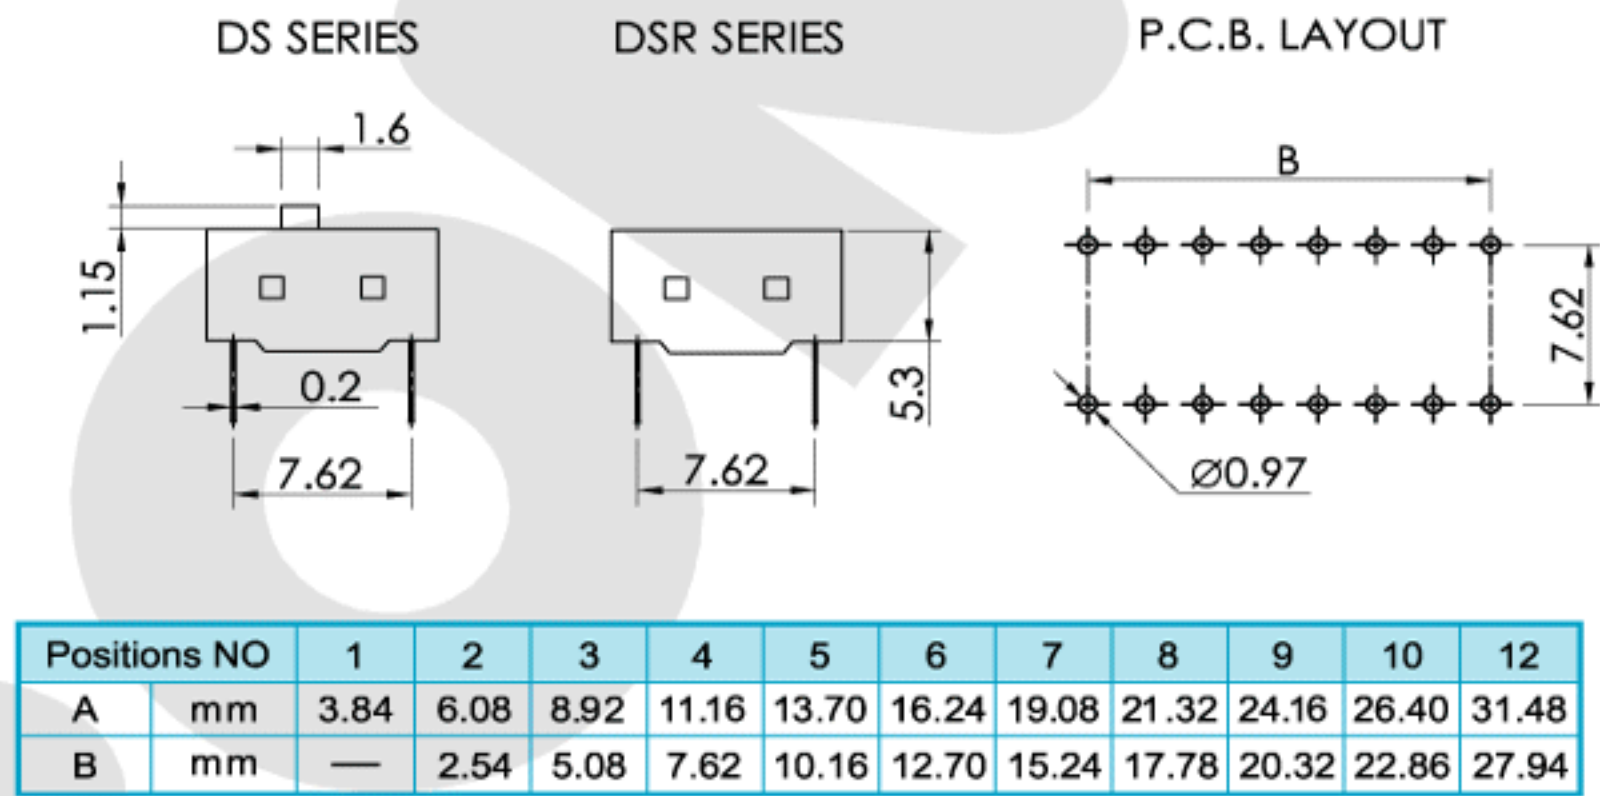 DS SERIES
DSR SERIES
P.C.B. LAYOUT
1.6
1.15
0.2
7.62
5.3
7.62
B
7.62
Ø0.97
Positions NO 1 2 3 4 5 6 7 8 9 10 12
A mm 3.84 6.08 8.92 11.16 13.70 16.24 19.08 21.32 24.16 26.40 31.48
B mm — 2.54 5.08 7.62 10.16 12.70 15.24 17.78 20.32 22.86 27.94